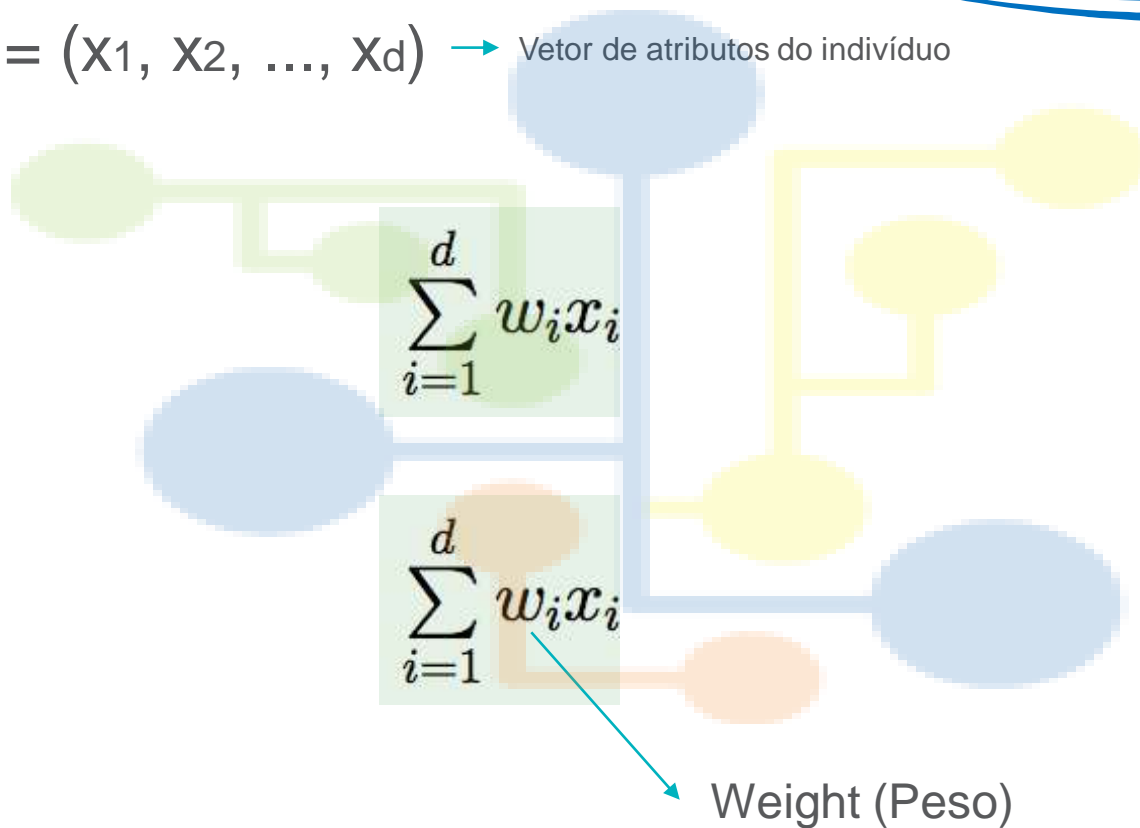 = (x1, x2, ..., xd) → Vetor de atributos do indivíduo
d
∑ wᵢxᵢ
i=1
d
∑ wᵢxᵢ
i=1
Weight (Peso)